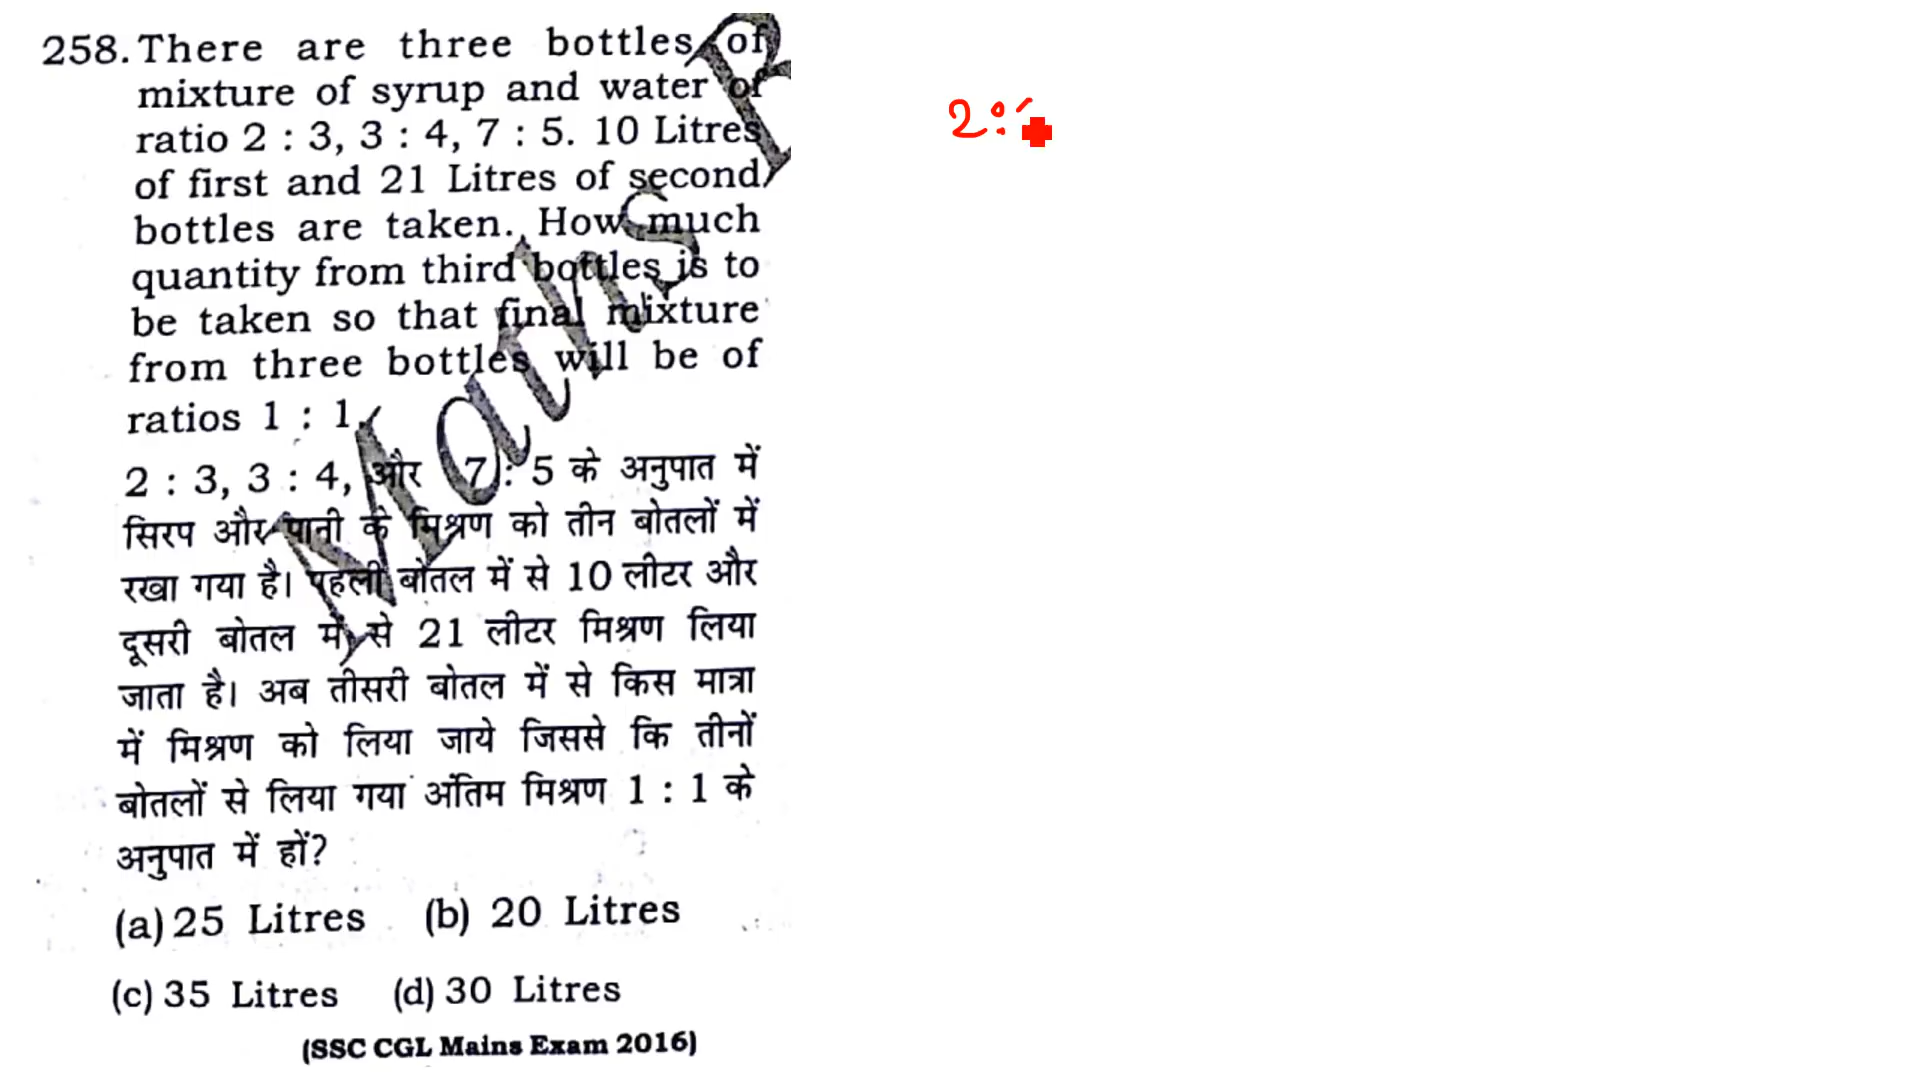 258. There are three bottles of
mixture of syrup and water of
ratio 2 : 3, 3 : 4, 7 : 5. 10 Litres
of first and 21 Litres of second
bottles are taken. How much
quantity from third bottles is to
be taken so that final mixture
from three bottles will be of
ratios 1 : 1
2 : 3, 3 : 4, और 7 : 5 के अनुपात में
सिरप और पानी के मिश्रण को तीन बोतलों में
रखा गया है। पहली बोतल में से 10 लीटर और
दूसरी बोतल में से 21 लीटर मिश्रण लिया
जाता है। अब तीसरी बोतल में से किस मात्रा
में मिश्रण को लिया जाये जिससे कि तीनों
बोतलों से लिया गया अंतिम मिश्रण 1 : 1 के
अनुपात में हों?
(a) 25 Litres (b) 20 Litres
(c) 35 Litres (d) 30 Litres
(SSC CGL Mains Exam 2016)
Maths
2: